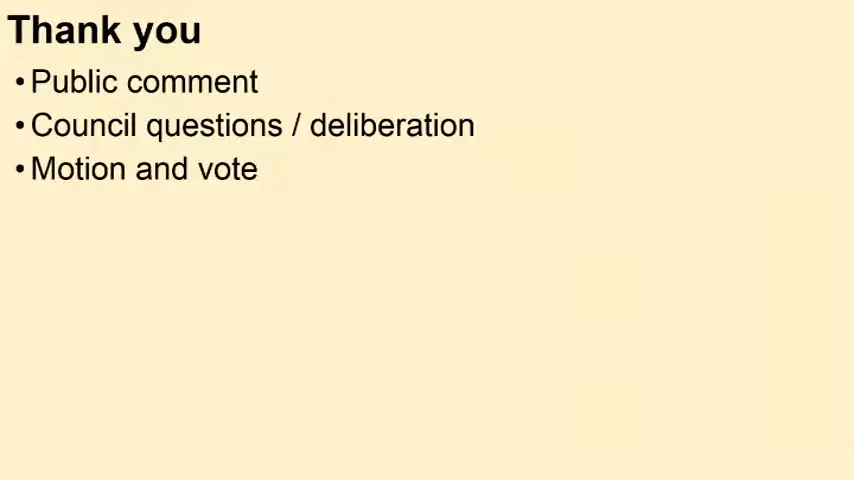 Thank you
•Public comment
•Council questions / deliberation
•Motion and vote